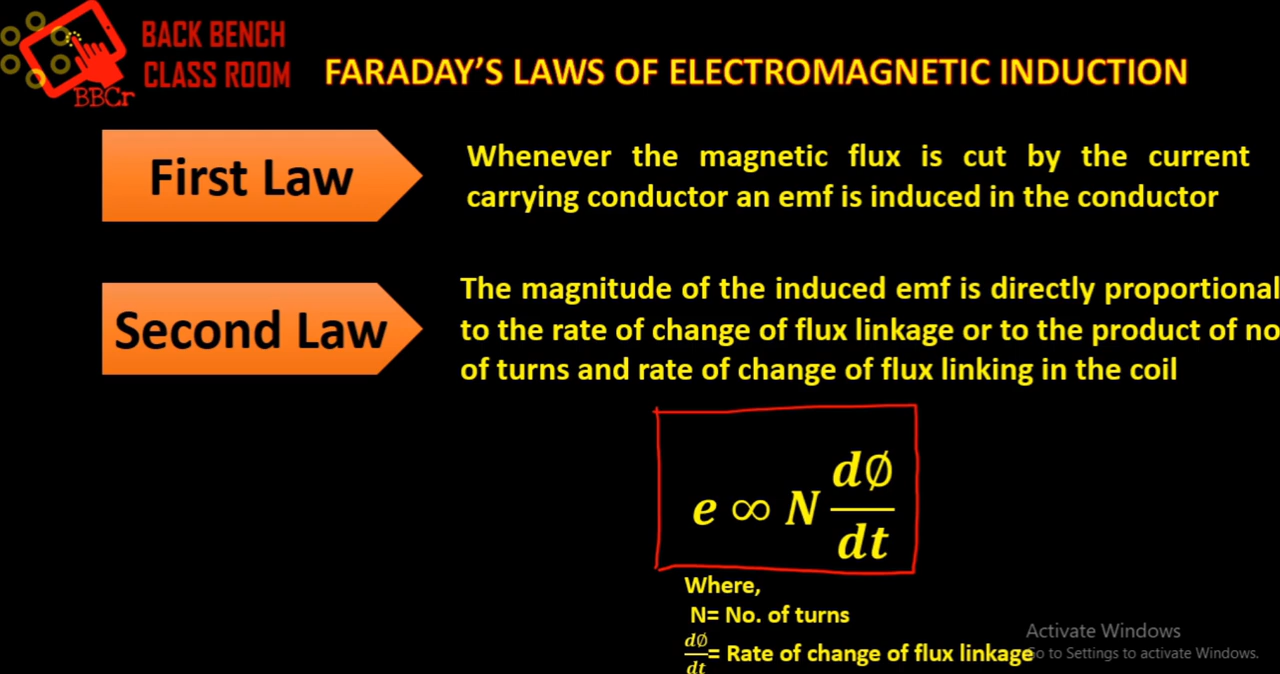 BACK BENCH
CLASS ROOM
BBCr
FARADAY'S LAWS OF ELECTROMAGNETIC INDUCTION
First Law
Whenever the magnetic flux is cut by the current
carrying conductor an emf is induced in the conductor
Second Law
The magnitude of the induced emf is directly proportional
to the rate of change of flux linkage or to the product of no
of turns and rate of change of flux linking in the coil
e ∞ N dØ/dt
Where,
N= No. of turns
dØ/dt= Rate of change of flux linkage
Activate Windows
Go to Settings to activate Windows.